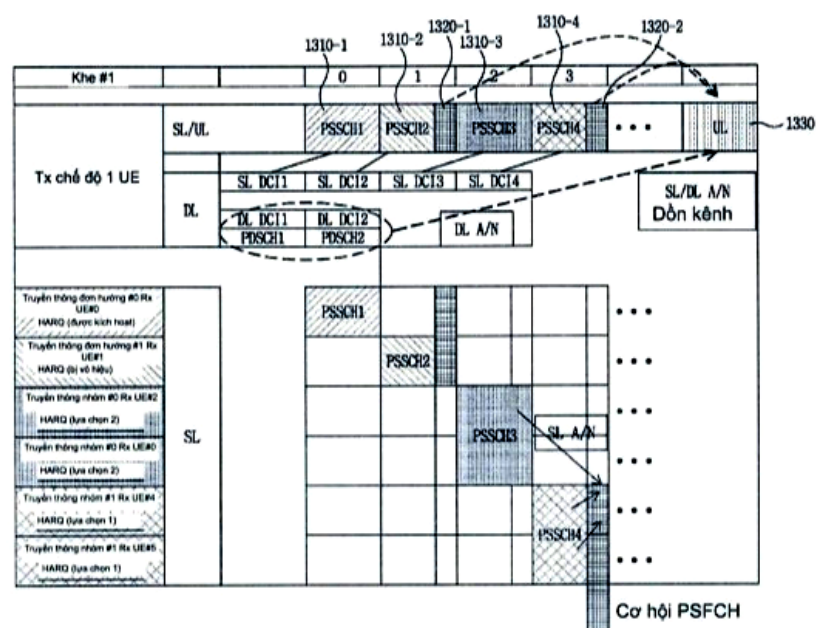 1310-1
1310-2
1320-1
1310-3
1310-4
1320-2
Khe #1
0
1
2
3
Tx chế độ 1 UE
SL/UL
PSSCH1
PSSCH2
PSSCH3
PSSCH4
• • •
UL
1330
DL
SL DCI1
SL DCI2
SL DCI3
SL DCI4
DL DCI1
DL DCI2
PDSCH1
PDSCH2
DL A/N
SL/DL A/N
Dồn kênh
Truyền thông đơn hướng #0 Rx
UE#0
HARQ (được kích hoạt)
Truyền thông đơn hướng #1 Rx
UE#1
HARQ (bị vô hiệu)
Truyền thông nhóm #0 Rx UE#2
HARQ (lựa chọn 2)
Truyền thông nhóm #0 Rx UE#0
HARQ (lựa chọn 2)
Truyền thông nhóm #1 Rx UE#4
HARQ (lựa chọn 1)
Truyền thông nhóm #1 Rx UE#5
HARQ (lựa chọn 1)
SL
PSSCH1
• • •
PSSCH2
• • •
PSSCH3
SL A/N
• • •
• • •
PSSCH4
• • •
• • •
Cơ hội PSFCH